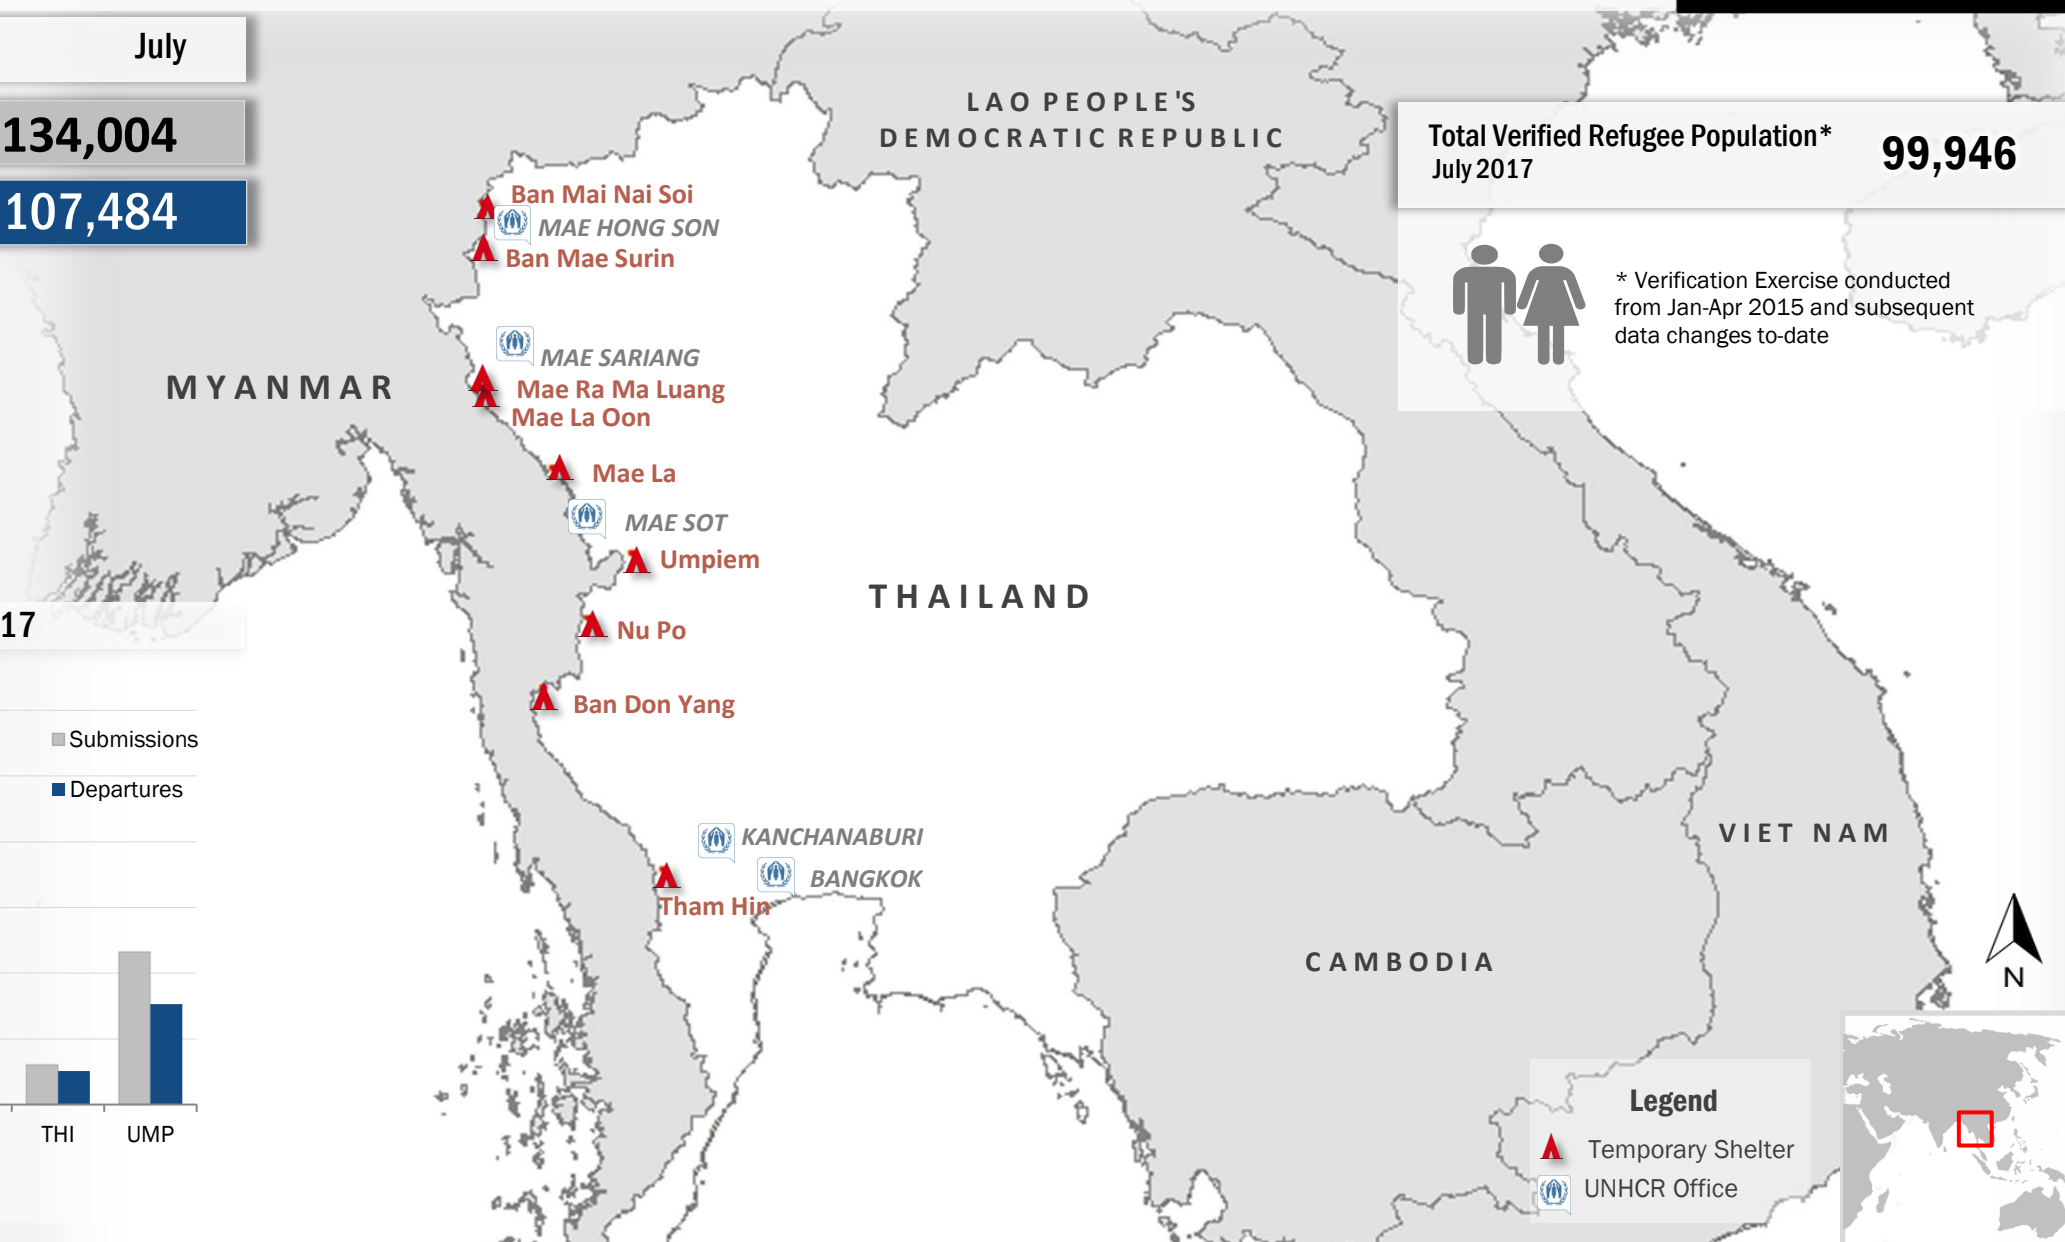 July
134,004
107,484
LAO PEOPLE'S
DEMOCRATIC REPUBLIC
Total Verified Refugee Population*
July 2017
99,946
* Verification Exercise conducted
from Jan-Apr 2015 and subsequent
data changes to-date
Ban Mai Nai Soi
MAE HONG SON
Ban Mae Surin
MAE SARIANG
MYANMAR
Mae Ra Ma Luang
Mae La Oon
Mae La
MAE SOT
Umpiem
THAILAND
Nu Po
Ban Don Yang
17
Submissions
Departures
THI
UMP
KANCHANABURI
BANGKOK
Tham Hin
VIET NAM
CAMBODIA
N
Legend
Temporary Shelter
UNHCR Office